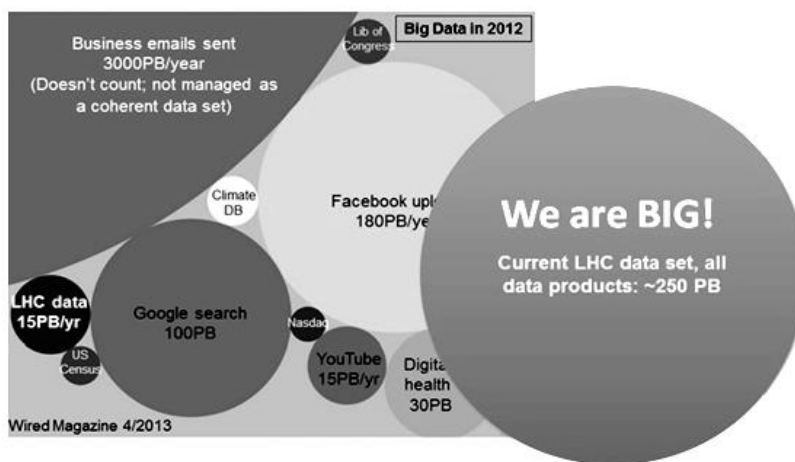 Business emails sent
3000PB/year
(Doesn't count; not managed as
a coherent data set)
Lib of
Congress
Big Data in 2012
Climate
DB
Facebook uplo
180PB/ye
We are BIG!
Current LHC data set, all
data products: ~250 PB
LHC data
15PB/yr
Google search
100PB
Nasdaq
US
Census
YouTube
15PB/yr
Digita
health
30PB
Wired Magazine 4/2013